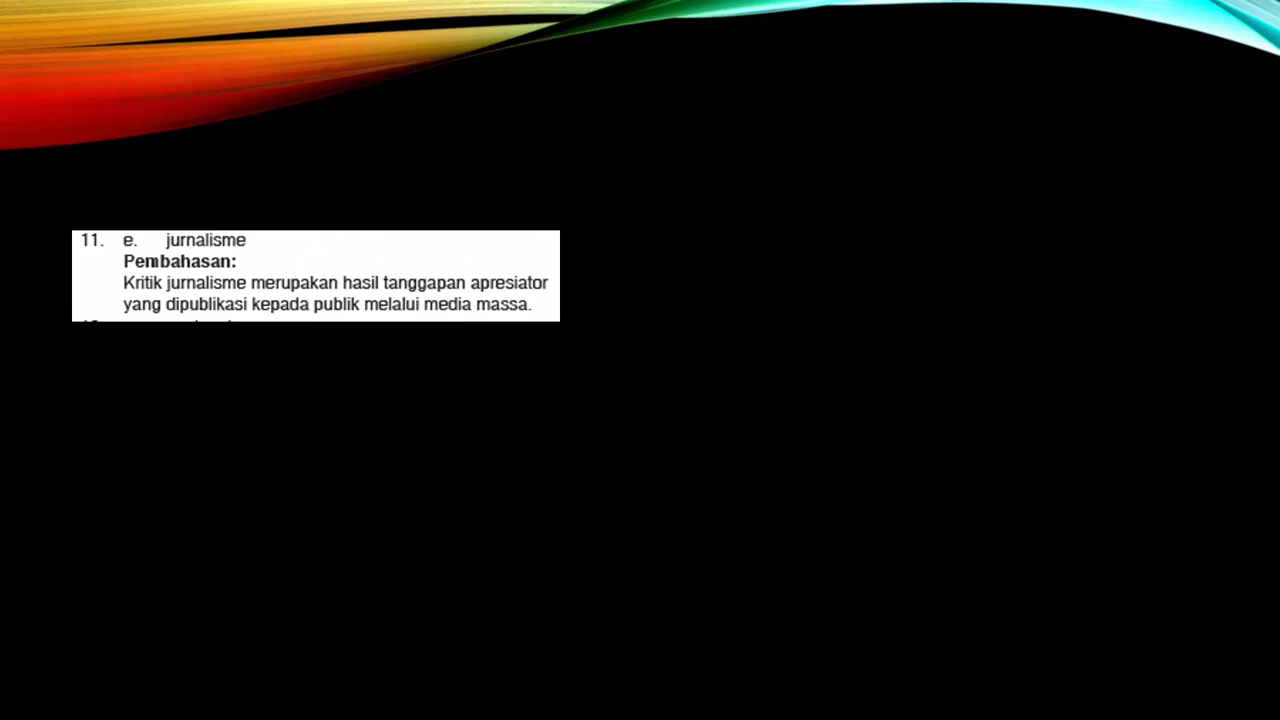 11. e. jurnalisme
Pembahasan:
Kritik jurnalisme merupakan hasil tanggapan apresiator
yang dipublikasi kepada publik melalui media massa.